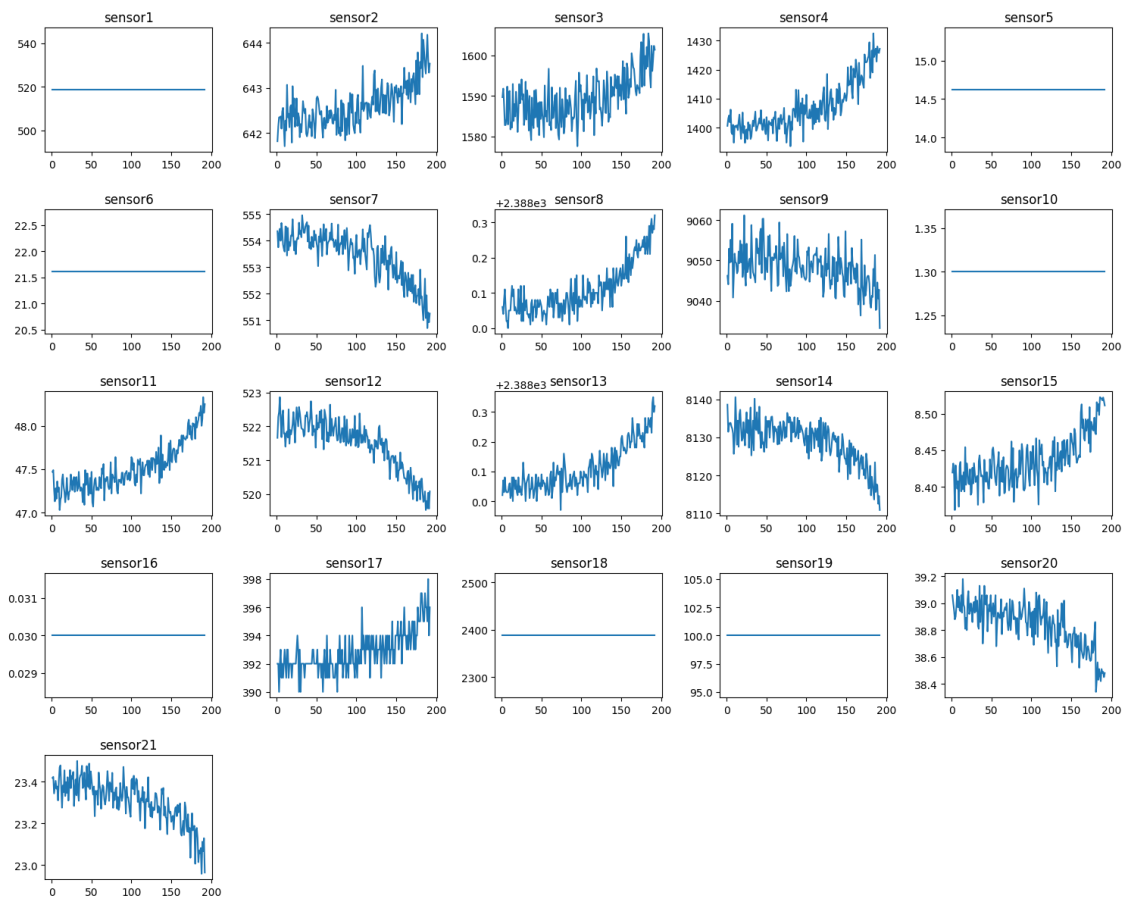 sensor1 sensor2 sensor3 sensor4 sensor5
540 644 1600 1430 15.0
520 643 1590 1420 14.5
500 642 1580 1410 14.0
1400
0 50 100 150 200 0 50 100 150 200 0 50 100 150 200 0 50 100 150 200 0 50 100 150 200
sensor6 sensor7 +2.388e3 sensor8 sensor9 sensor10
22.5 555 0.3 9060 1.35
22.0 554 0.2 9050 1.30
21.5 553 0.1 9040 1.25
21.0 552 0.0
20.5 551
0 50 100 150 200 0 50 100 150 200 0 50 100 150 200 0 50 100 150 200 0 50 100 150 200
sensor11 sensor12 +2.388e3 sensor13 sensor14 sensor15
48.0 523 0.3 8140 8.50
47.5 522 0.2 8130 8.45
47.0 521 0.1 8120 8.40
520 0.0 8110
0 50 100 150 200 0 50 100 150 200 0 50 100 150 200 0 50 100 150 200 0 50 100 150 200
sensor16 sensor17 sensor18 sensor19 sensor20
0.031 398 2500 105.0 39.2
0.030 396 2400 102.5 39.0
0.029 394 2300 100.0 38.8
392 97.5 38.6
390 95.0 38.4
0 50 100 150 200 0 50 100 150 200 0 50 100 150 200 0 50 100 150 200 0 50 100 150 200
sensor21
23.4
23.2
23.0
0 50 100 150 200